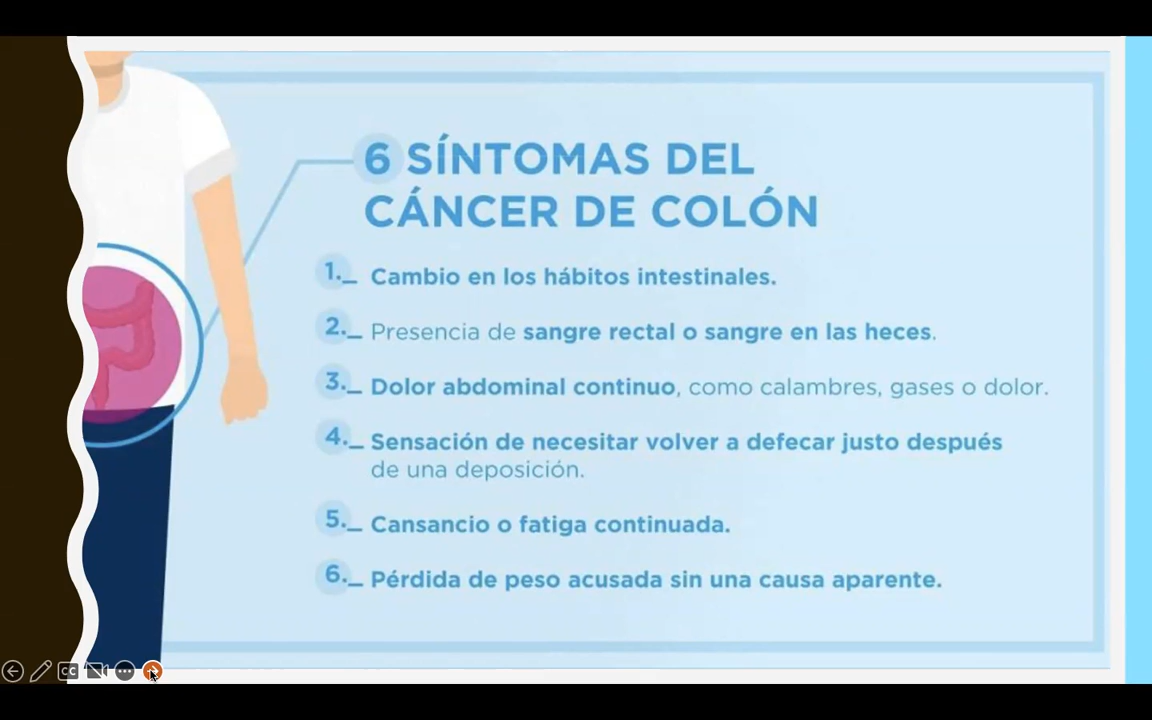 6 SÍNTOMAS DEL
CÁNCER DE COLÓN
1._ Cambio en los hábitos intestinales.
2._ Presencia de sangre rectal o sangre en las heces.
3._ Dolor abdominal continuo, como calambres, gases o dolor.
4._ Sensación de necesitar volver a defecar justo después
de una deposición.
5._ Cansancio o fatiga continuada.
6._ Pérdida de peso acusada sin una causa aparente.
CC